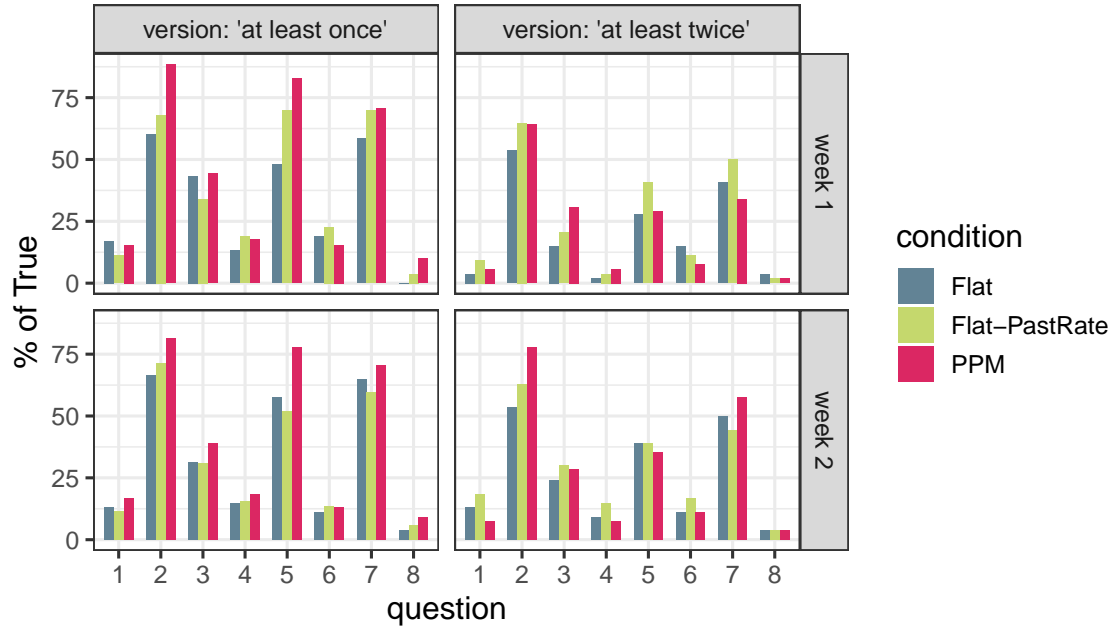 version: 'at least once'
version: 'at least twice'
75
50
25
0
week 1
75
50
25
0
week 2
1 2 3 4 5 6 7 8
1 2 3 4 5 6 7 8
question
% of True
condition
Flat
Flat−PastRate
PPM